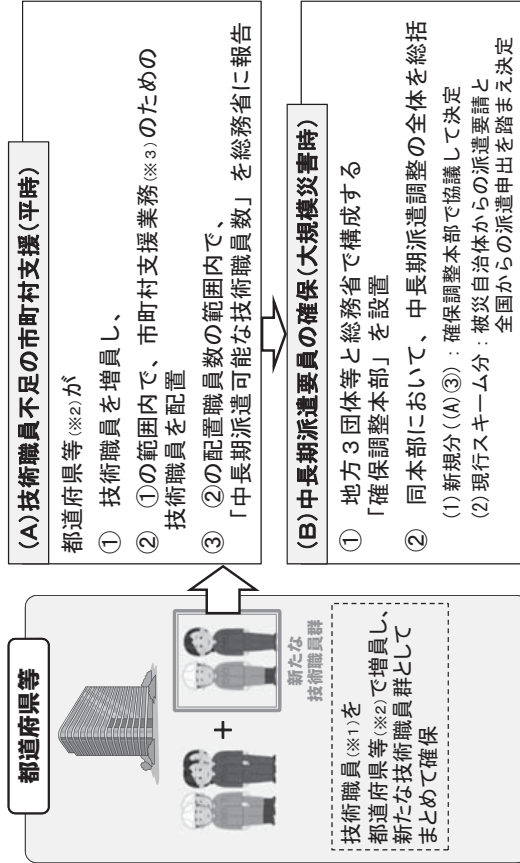 都道府県等
+
新たな
技術職員群
技術職員(※1)を
都道府県等(※2)で増員し、
新たな技術職員群として
まとめて確保
(A)技術職員不足の市町村支援(平時)
都道府県等(※2)が
① 技術職員を増員し、
② ①の範囲内で、市町村支援業務(※3)のための
技術職員を配置
③ ②の配置職員数の範囲内で、
「中長期派遣可能な技術職員数」を総務省に報告
(B)中長期派遣要員の確保(大規模災害時)
① 地方3団体等と総務省で構成する
「確保調整本部」を設置
② 同本部において、中長期派遣調整の全体を総括
(1)新規分((A)③):確保調整本部で協議して決定
(2)現行スキーム分:被災自治体からの派遣要請と
全国からの派遣申出を踏まえ決定